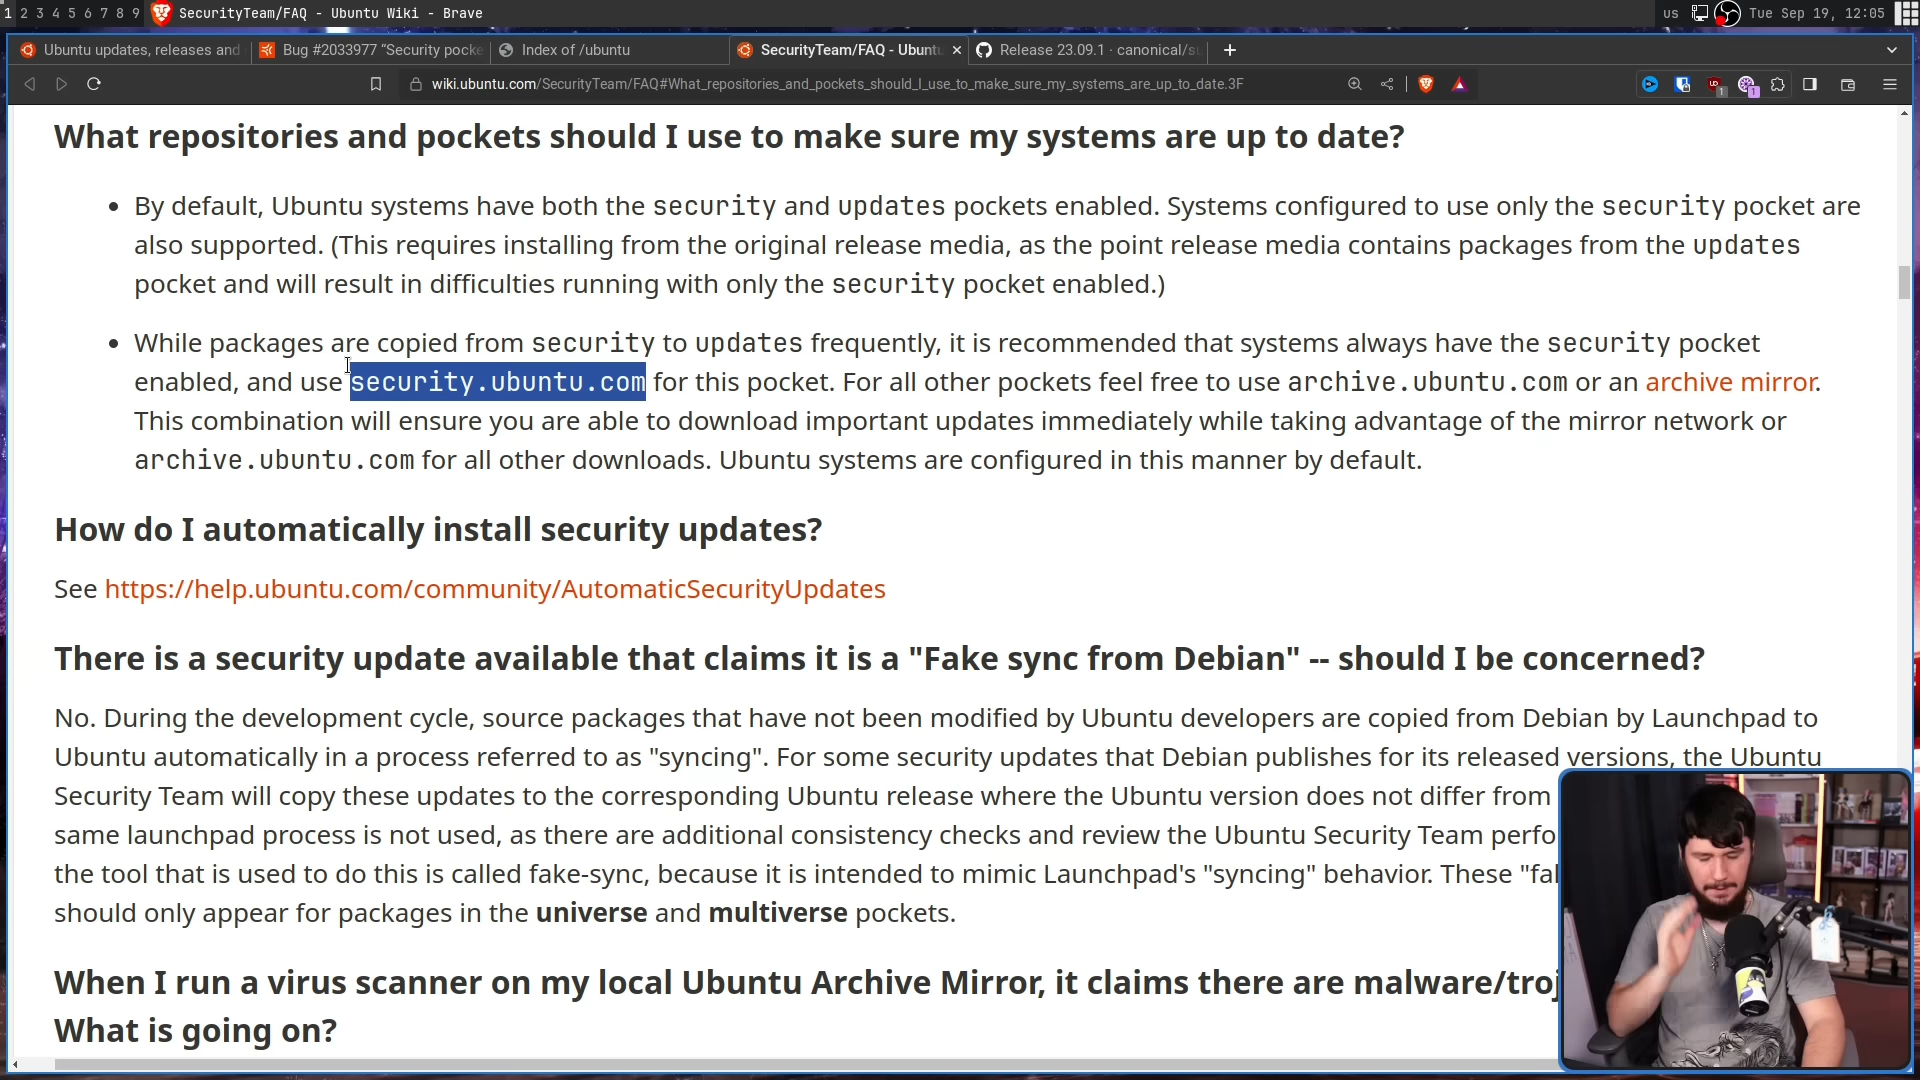 1 2 3 4 5 6 7 8 9 SecurityTeam/FAQ - Ubuntu Wiki - Brave us Tue Sep 19, 12:05
Ubuntu updates, releases and Bug #2033977 “Security pocke Index of /ubuntu SecurityTeam/FAQ - Ubuntu Release 23.09.1 · canonical/su
wiki.ubuntu.com/SecurityTeam/FAQ#What_repositories_and_pockets_should_I_use_to_make_sure_my_systems_are_up_to_date.3F
What repositories and pockets should I use to make sure my systems are up to date?
By default, Ubuntu systems have both the security and updates pockets enabled. Systems configured to use only the security pocket are
also supported. (This requires installing from the original release media, as the point release media contains packages from the updates
pocket and will result in difficulties running with only the security pocket enabled.)
While packages are copied from security to updates frequently, it is recommended that systems always have the security pocket
enabled, and use security.ubuntu.com for this pocket. For all other pockets feel free to use archive.ubuntu.com or an archive mirror.
This combination will ensure you are able to download important updates immediately while taking advantage of the mirror network or
archive.ubuntu.com for all other downloads. Ubuntu systems are configured in this manner by default.
How do I automatically install security updates?
See https://help.ubuntu.com/community/AutomaticSecurityUpdates
There is a security update available that claims it is a "Fake sync from Debian" -- should I be concerned?
No. During the development cycle, source packages that have not been modified by Ubuntu developers are copied from Debian by Launchpad to
Ubuntu automatically in a process referred to as "syncing". For some security updates that Debian publishes for its released versions, the Ubuntu
Security Team will copy these updates to the corresponding Ubuntu release where the Ubuntu version does not differ from
same launchpad process is not used, as there are additional consistency checks and review the Ubuntu Security Team perfo
the tool that is used to do this is called fake-sync, because it is intended to mimic Launchpad's "syncing" behavior. These "fal
should only appear for packages in the universe and multiverse pockets.
When I run a virus scanner on my local Ubuntu Archive Mirror, it claims there are malware/troj
What is going on?